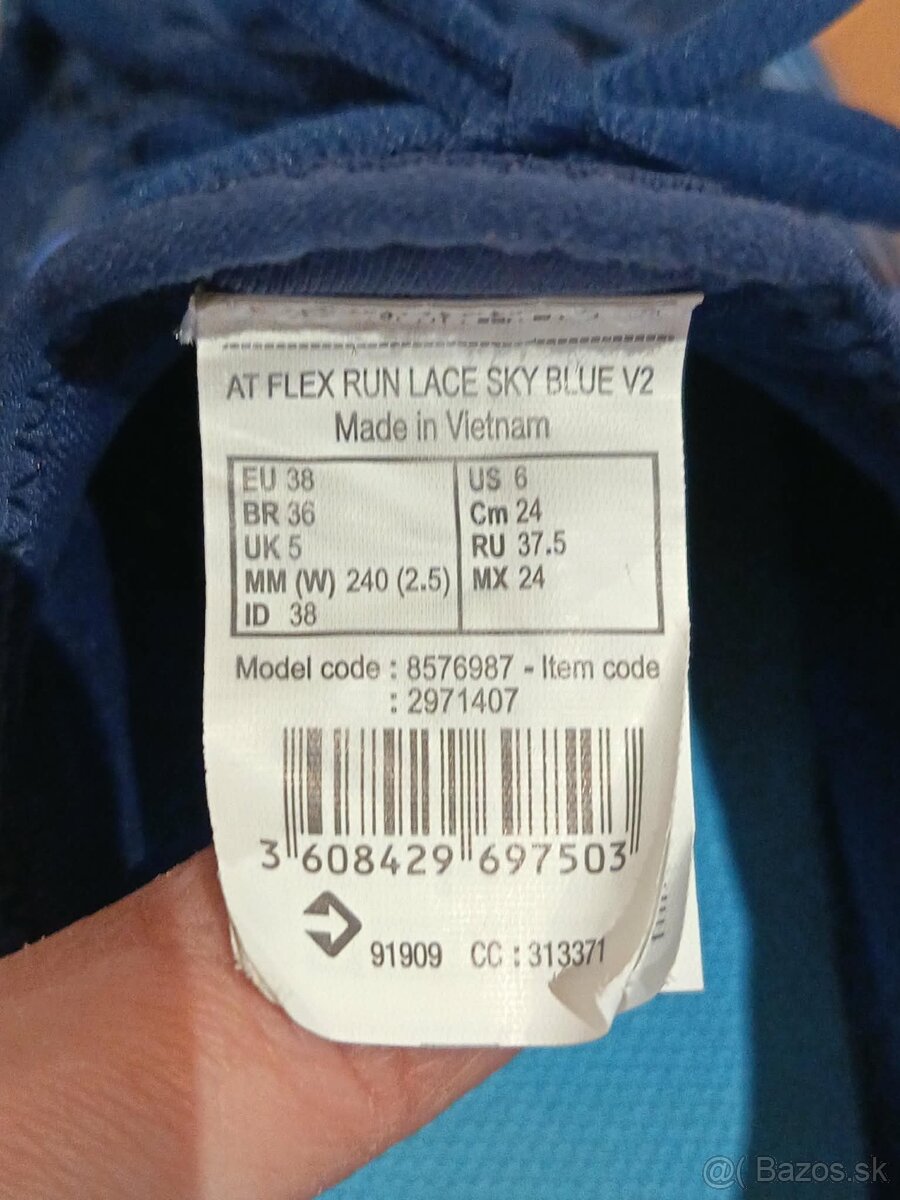 AT FLEX RUN LACE SKY BLUE V2
Made in Vietnam
EU 38
BR 36
UK 5
MM (W) 240 (2.5)
ID 38
US 6
Cm 24
RU 37.5
MX 24
Model code : 8576987 - Item code
: 2971407
3 608429 697503
91909 CC : 313371
@( Bazos.sk